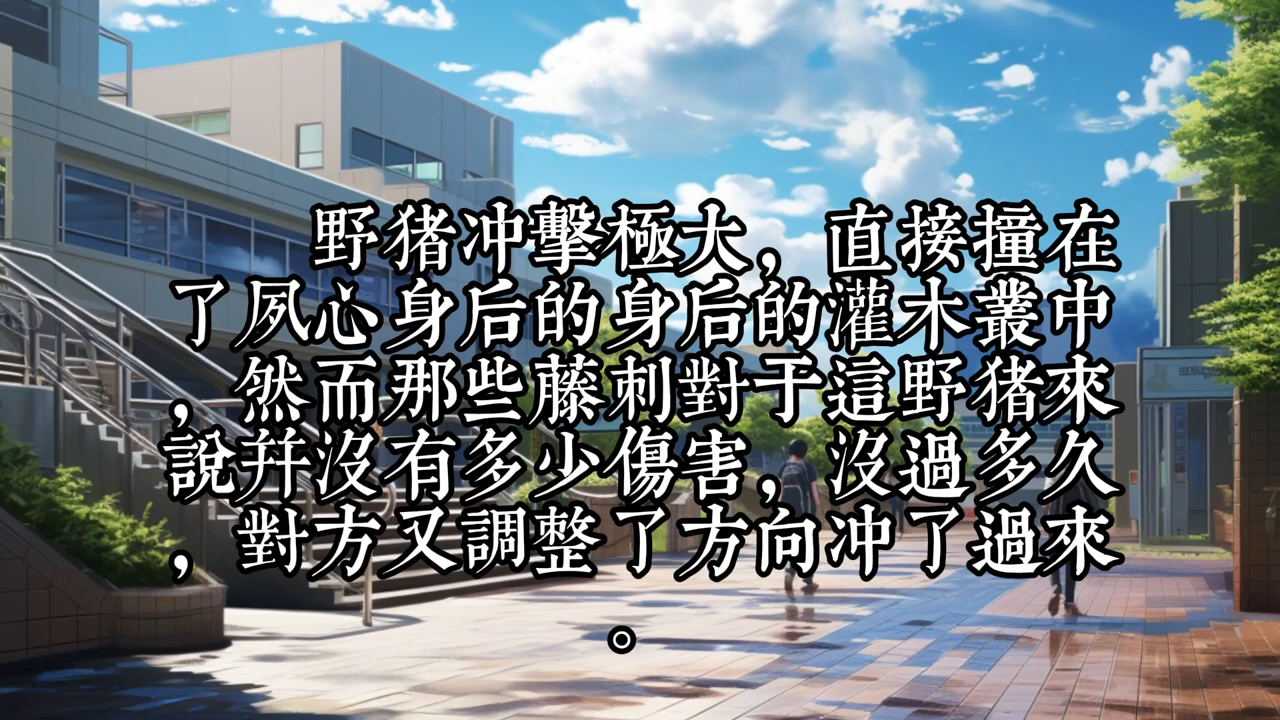 野猪冲擊極大，直接撞在
了夙心身后的身后的灌木叢中
，然而那些藤刺對于這野猪來
說并沒有多少傷害，沒過多久
，對方又調整了方向冲了過來
。